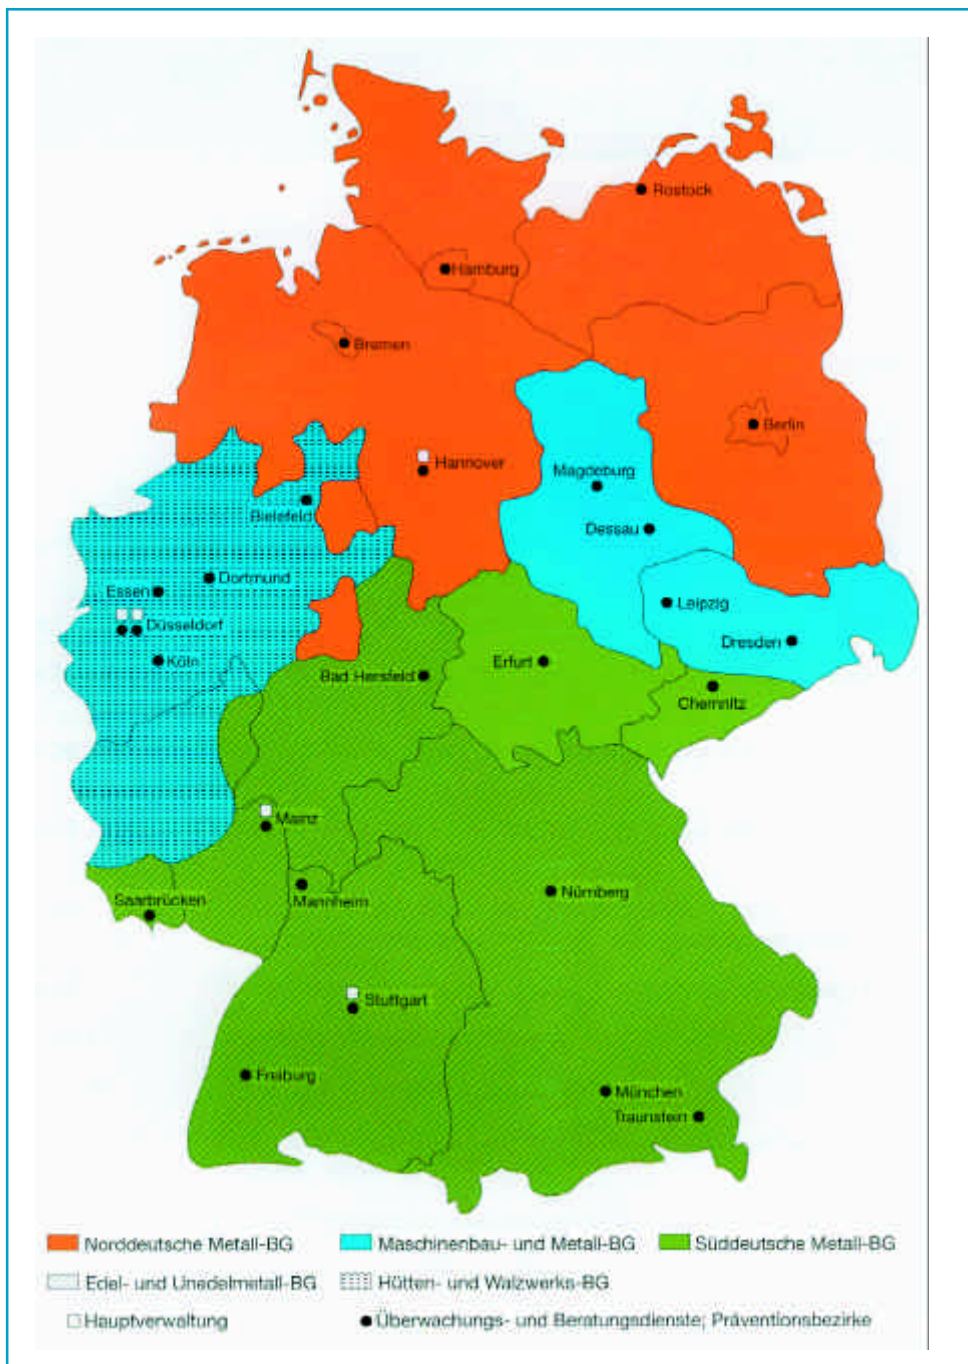 Rostock
Hamburg
Bremen
Berlin
Hannover
Magdeburg
Bielefeld
Dessau
Dortmund
Essen
Leipzig
Düsseldorf
Dresden
Köln
Erfurt
Bad Hersfeld
Chemnitz
Mainz
Nürnberg
Saarbrücken
Mannheim
Stuttgart
Freiburg
München
Traunstein
Norddeutsche Metall-BG Maschinenbau- und Metall-BG Süddeutsche Metall-BG
Edel- und Unedelmetall-BG Hütten- und Walzwerks-BG
Hauptverwaltung Überwachungs- und Beratungsdienste; Präventionsbezirke